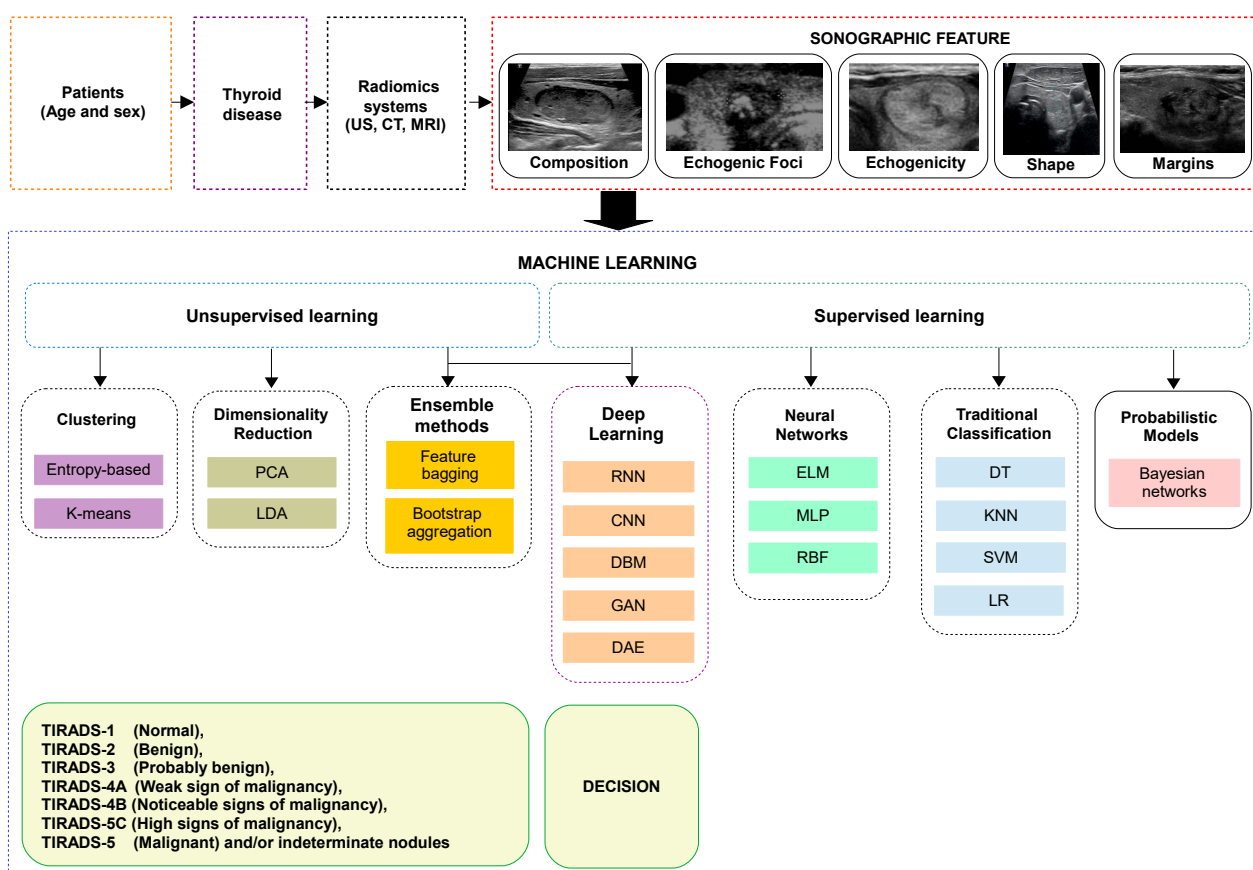 SONOGRAPHIC FEATURE
Patients
(Age and sex)
Thyroid
disease
Radiomics
systems
(US, CT, MRI)
Composition
Echogenic Foci
Echogenicity
Shape
Margins
MACHINE LEARNING
Unsupervised learning
Supervised learning
Clustering
Entropy-based
K-means
Dimensionality
Reduction
PCA
LDA
Ensemble
methods
Feature
bagging
Bootstrap
aggregation
Deep
Learning
RNN
CNN
DBM
GAN
DAE
Neural
Networks
ELM
MLP
RBF
Traditional
Classification
DT
KNN
SVM
LR
Probabilistic
Models
Bayesian
networks
TIRADS-1 (Normal),
TIRADS-2 (Benign),
TIRADS-3 (Probably benign),
TIRADS-4A (Weak sign of malignancy),
TIRADS-4B (Noticeable signs of malignancy),
TIRADS-5C (High signs of malignancy),
TIRADS-5 (Malignant) and/or indeterminate nodules
DECISION